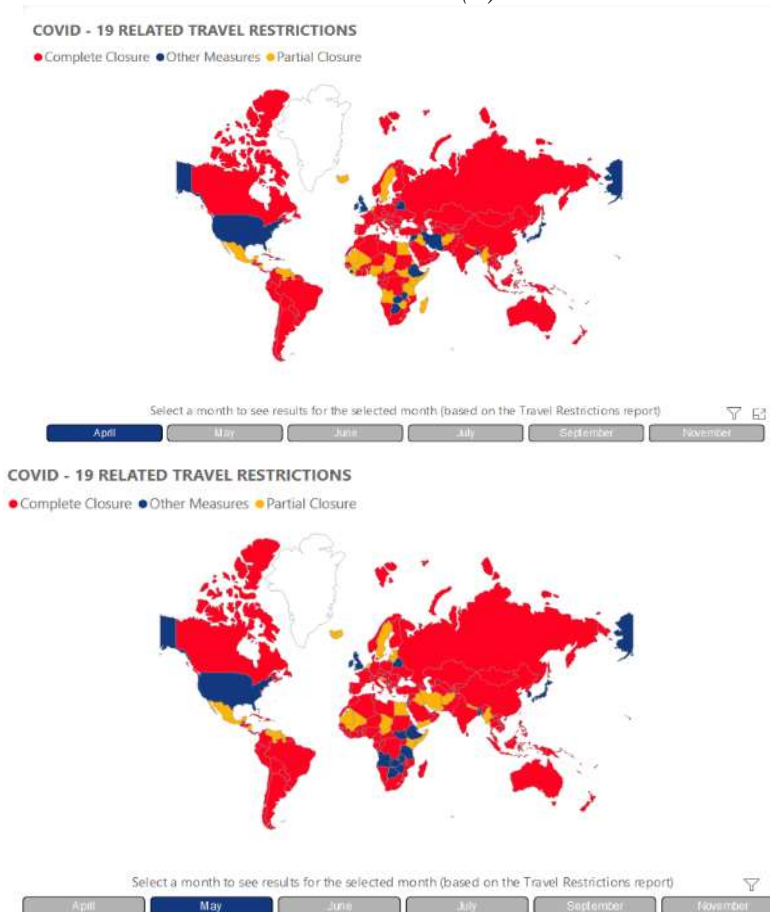 COVID - 19 RELATED TRAVEL RESTRICTIONS
Complete Closure Other Measures Partial Closure
Select a month to see results for the selected month (based on the Travel Restrictions report)
April May June July September November
COVID - 19 RELATED TRAVEL RESTRICTIONS
Complete Closure Other Measures Partial Closure
Select a month to see results for the selected month (based on the Travel Restrictions report)
April May June July September November